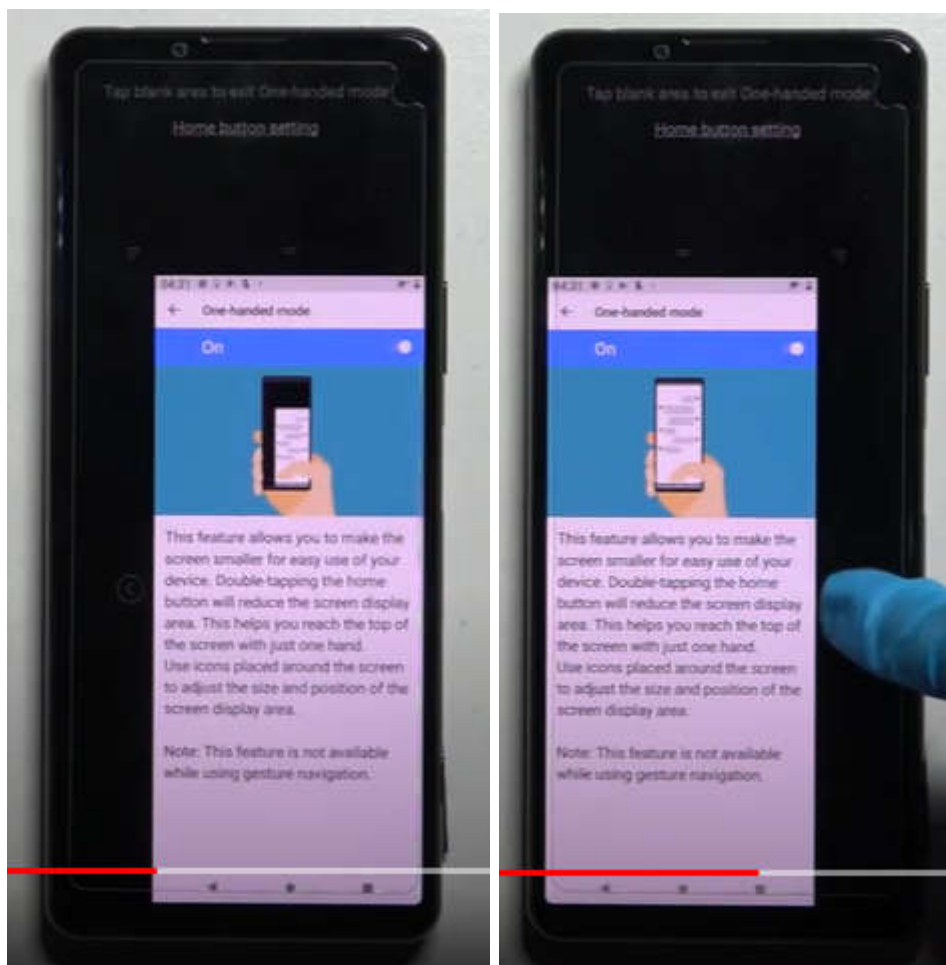 Tap blank area to exit One-handed mode
Home button setting
04:21
One-handed mode
On
This feature allows you to make the
screen smaller for easy use of your
device. Double-tapping the home
button will reduce the screen display
area. This helps you reach the top of
the screen with just one hand.
Use icons placed around the screen
to adjust the size and position of the
screen display area.
Note: This feature is not available
while using gesture navigation.
Tap blank area to exit One-handed mode
Home button setting
04:21
One-handed mode
On
This feature allows you to make the
screen smaller for easy use of your
device. Double-tapping the home
button will reduce the screen display
area. This helps you reach the top of
the screen with just one hand.
Use icons placed around the screen
to adjust the size and position of the
screen display area.
Note: This feature is not available
while using gesture navigation.